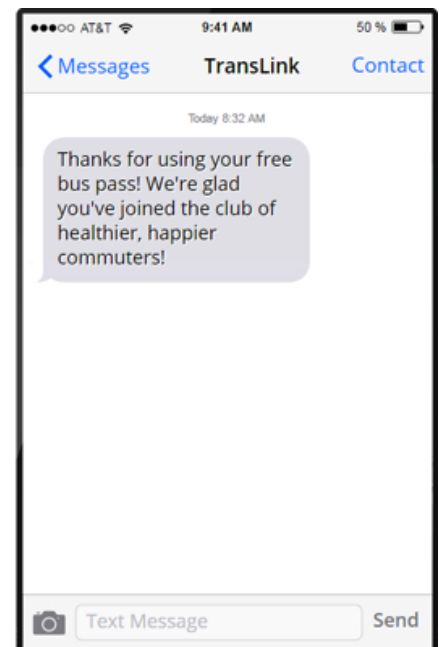 AT&T 9:41 AM 50 %
Messages TransLink Contact
Today 8:32 AM
Thanks for using your free
bus pass! We're glad
you've joined the club of
healthier, happier
commuters!
Text Message Send